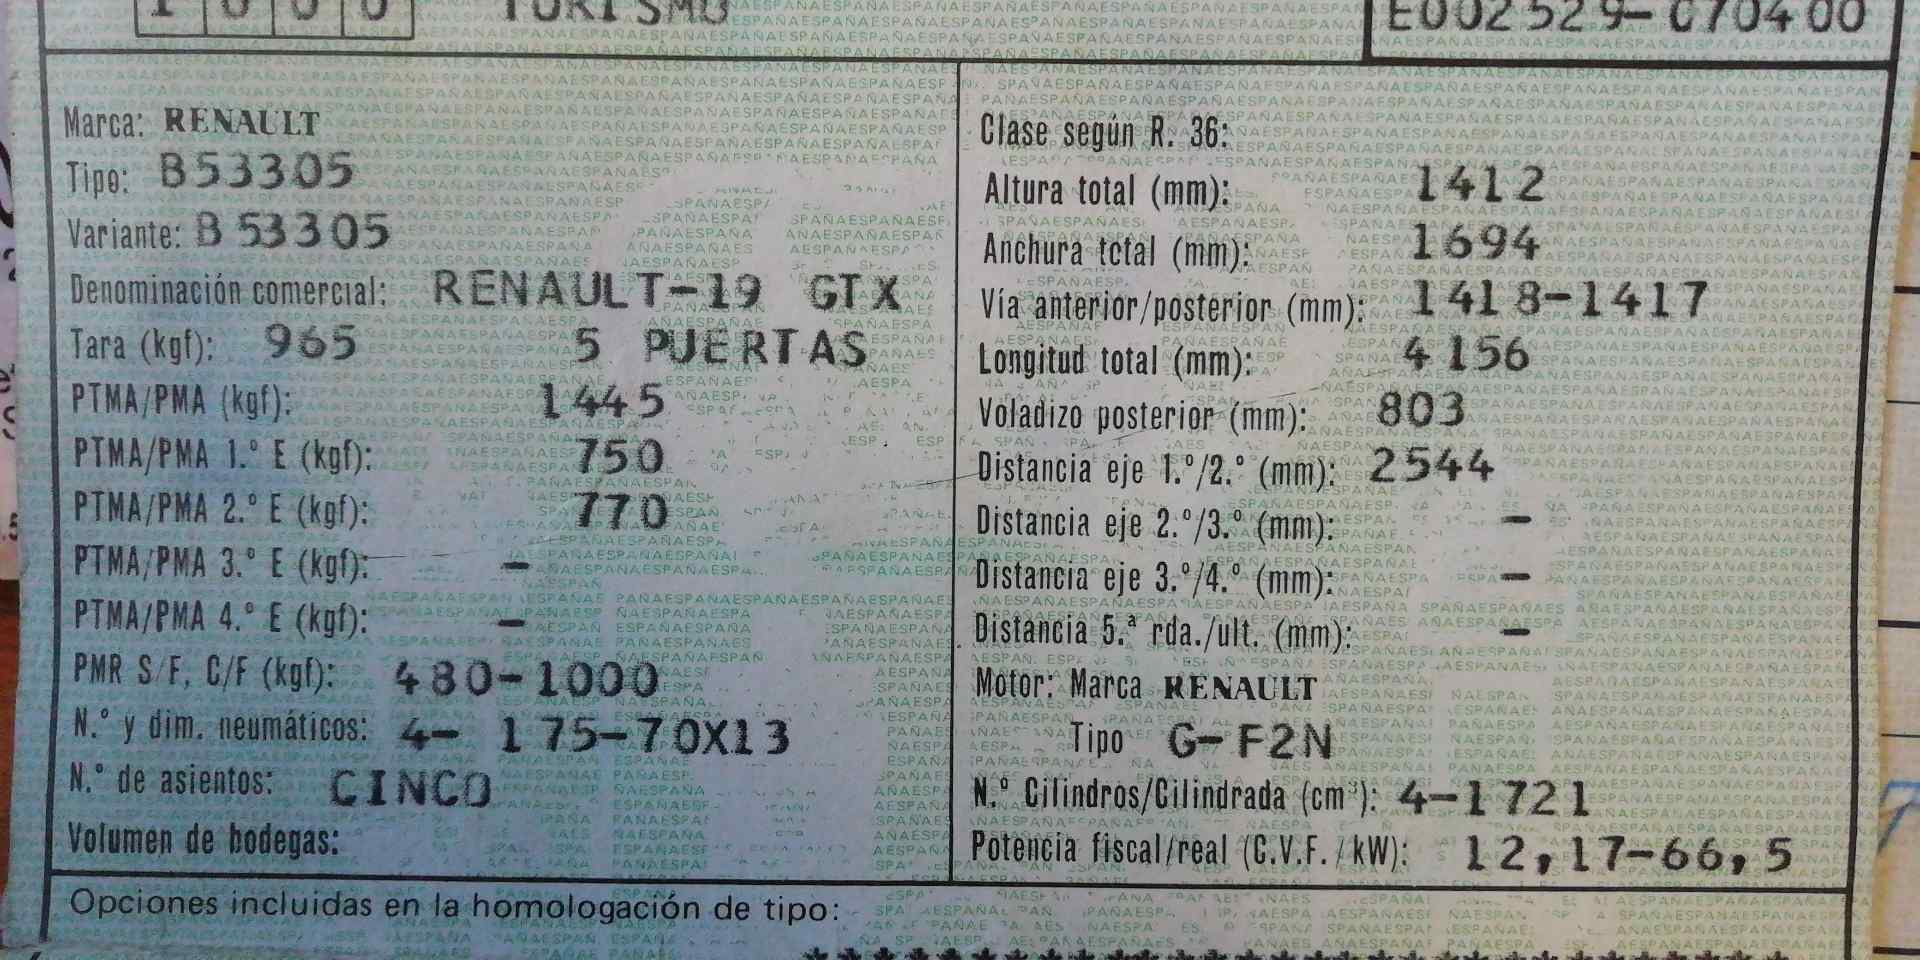 1000 TURISMO
E002529-070400
Marca: RENAULT
Tipo: B53305
Variante: B53305
Denominación comercial: RENAULT-19 GTX
Tara (kgf): 965 5 PUERTAS
PTMA/PMA (kgf): 1445
PTMA/PMA 1.º E (kgf): 750
PTMA/PMA 2.º E (kgf): 770
PTMA/PMA 3.º E (kgf): -
PTMA/PMA 4.º E (kgf): -
PMR S/F, C/F (kgf): 480-1000
N.º y dim. neumáticos: 4- 175-70X13
N.º de asientos: CINCO
Volumen de bodegas:
Clase según R. 36:
Altura total (mm): 1412
Anchura total (mm): 1694
Vía anterior/posterior (mm): 1418-1417
Longitud total (mm): 4156
Voladizo posterior (mm): 803
Distancia eje 1.º/2.º (mm): 2544
Distancia eje 2.º/3.º (mm): -
Distancia eje 3.º/4.º (mm): -
Distancia 5.ª rda./ult. (mm): -
Motor: Marca RENAULT
Tipo G-F2N
N.º Cilindros/Cilindrada (cm³): 4-1721
Potencia fiscal/real (C.V.F./kW): 12,17-66,5
Opciones incluidas en la homologación de tipo: